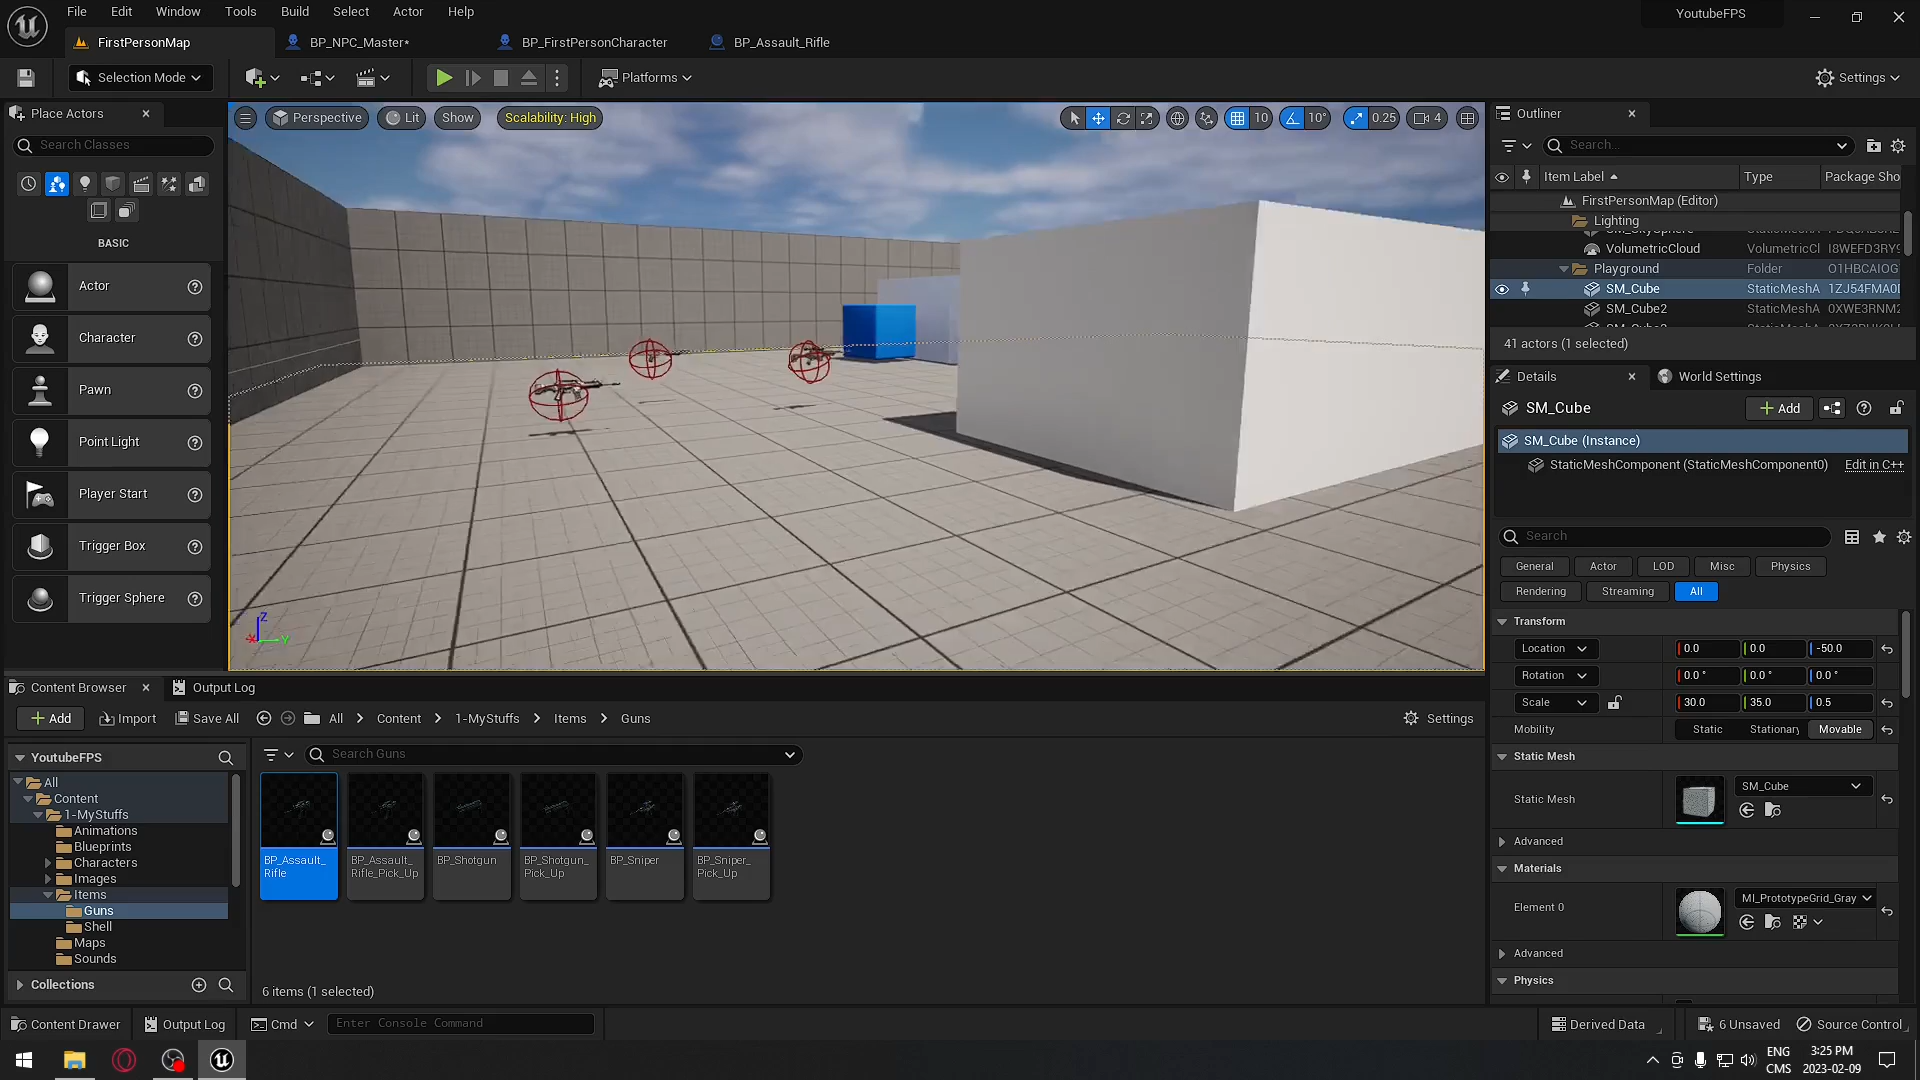 File Edit Window Tools Build Select Actor Help
YoutubeFPS
FirstPersonMap
BP_NPC_Master*
BP_FirstPersonCharacter
BP_Assault_Rifle
Selection Mode
Platforms
Settings
Place Actors
Search Classes
BASIC
Actor
Character
Pawn
Point Light
Player Start
Trigger Box
Trigger Sphere
Perspective
Lit
Show
Scalability: High
10
10°
0.25
4
Z
X
Y
Outliner
Search...
Item Label
Type
Package Sho
FirstPersonMap (Editor)
Lighting
VolumetricCloud VolumetricCl I8WEFD3RY9
Playground Folder O1HBCAIOG
SM_Cube StaticMeshA 1ZJ54FMA0
SM_Cube2 StaticMeshA 0XWE3RNM2
41 actors (1 selected)
Details
World Settings
SM_Cube
Add
SM_Cube (Instance)
StaticMeshComponent (StaticMeshComponent0) Edit in C++
Search
General Actor LOD Misc Physics
Rendering Streaming All
Transform
Location 0.0 0.0 -50.0
Rotation 0.0 ° 0.0 ° 0.0 °
Scale 30.0 35.0 0.5
Mobility Static Stationary Movable
Static Mesh
Static Mesh
SM_Cube
Advanced
Materials
Element 0
MI_PrototypeGrid_Gray
Advanced
Physics
Content Browser
Output Log
Add
Import
Save All
All > Content > 1-MyStuffs > Items > Guns
Settings
YoutubeFPS
Search Guns
All
Content
1-MyStuffs
Animations
Blueprints
Characters
Images
Items
Guns
Shell
Maps
Sounds
Collections
BP_Assault_
Rifle
BP_Assault_
Rifle_Pick_Up
BP_Shotgun
BP_Shotgun_
Pick_Up
BP_Sniper
BP_Sniper_
Pick_Up
6 items (1 selected)
Content Drawer
Output Log
Cmd
Enter Console Command
Derived Data
6 Unsaved
Source Control
ENG
CMS
3:25 PM
2023-02-09